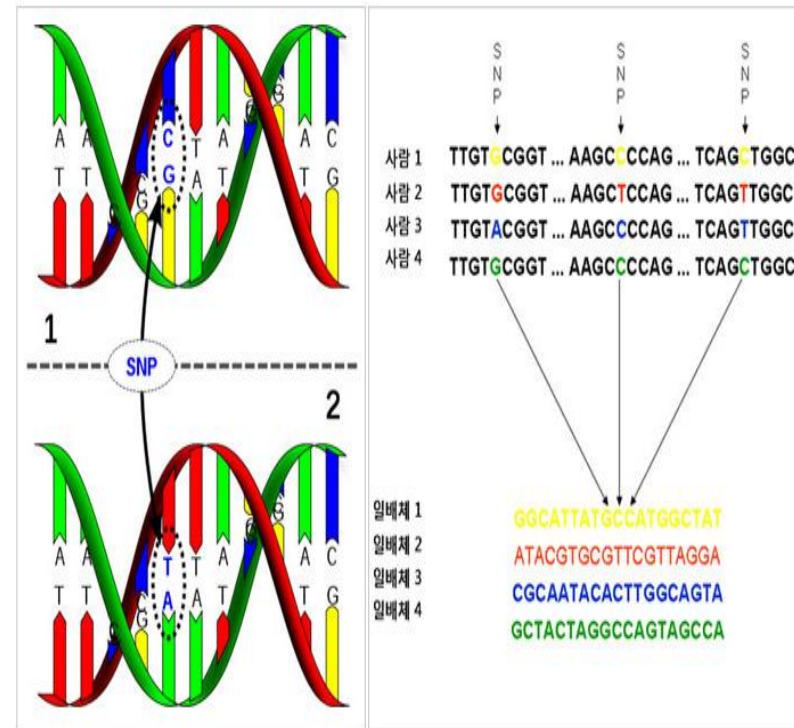 A A C T A G A C
T T C G G A T C T G
1
SNP
2
A A T T A G A C
T T C G A A T C T G
S N P S N P S N P
사람 1 TTGTGCGGT ... AAGCCCCAG ... TCAGCTGGC
사람 2 TTGTGCGGT ... AAGCTCCAG ... TCAGTTGGC
사람 3 TTGTACGGT ... AAGCCCCAG ... TCAGTTGGC
사람 4 TTGTGCGGT ... AAGCCCCAG ... TCAGCTGGC
일배체 1 GGCATTATGCCATGGCTAT
일배체 2 ATACGTGCGTTCGTTAGGA
일배체 3 CGCAATACACTTGGCAGTA
일배체 4 GCTACTAGGCCAGTAGCCA